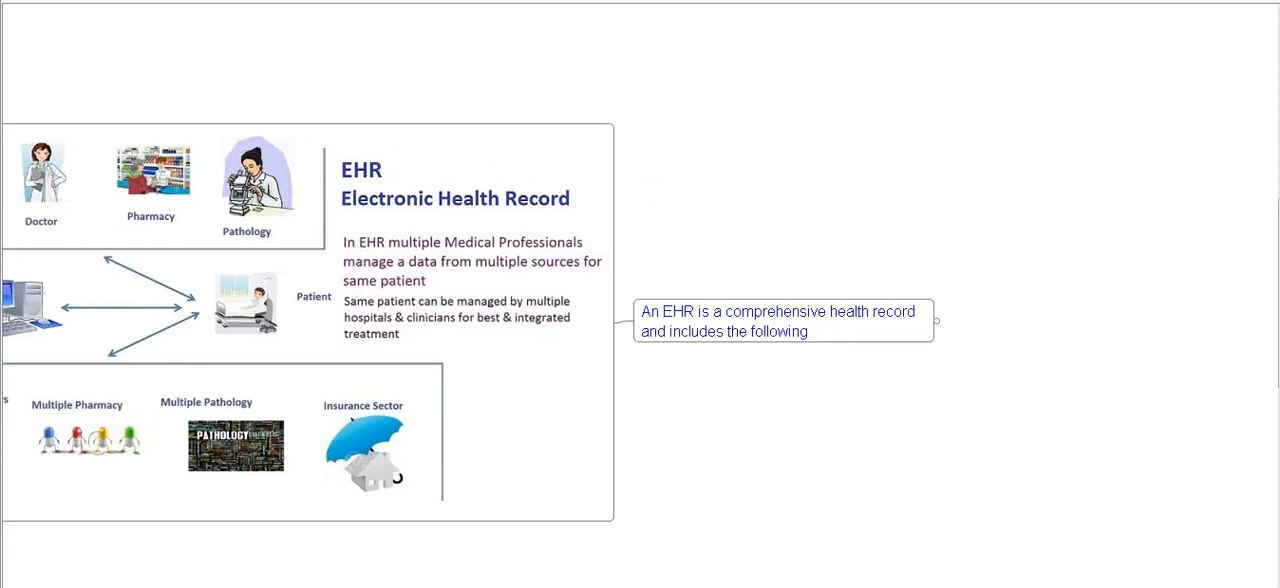 EHR
Electronic Health Record
Doctor
Pharmacy
Pathology
In EHR multiple Medical Professionals
manage a data from multiple sources for
same patient
Patient
Same patient can be managed by multiple
hospitals & clinicians for best & integrated
treatment
An EHR is a comprehensive health record
and includes the following
Multiple Pharmacy
Multiple Pathology
Insurance Sector
PATHOLOGY